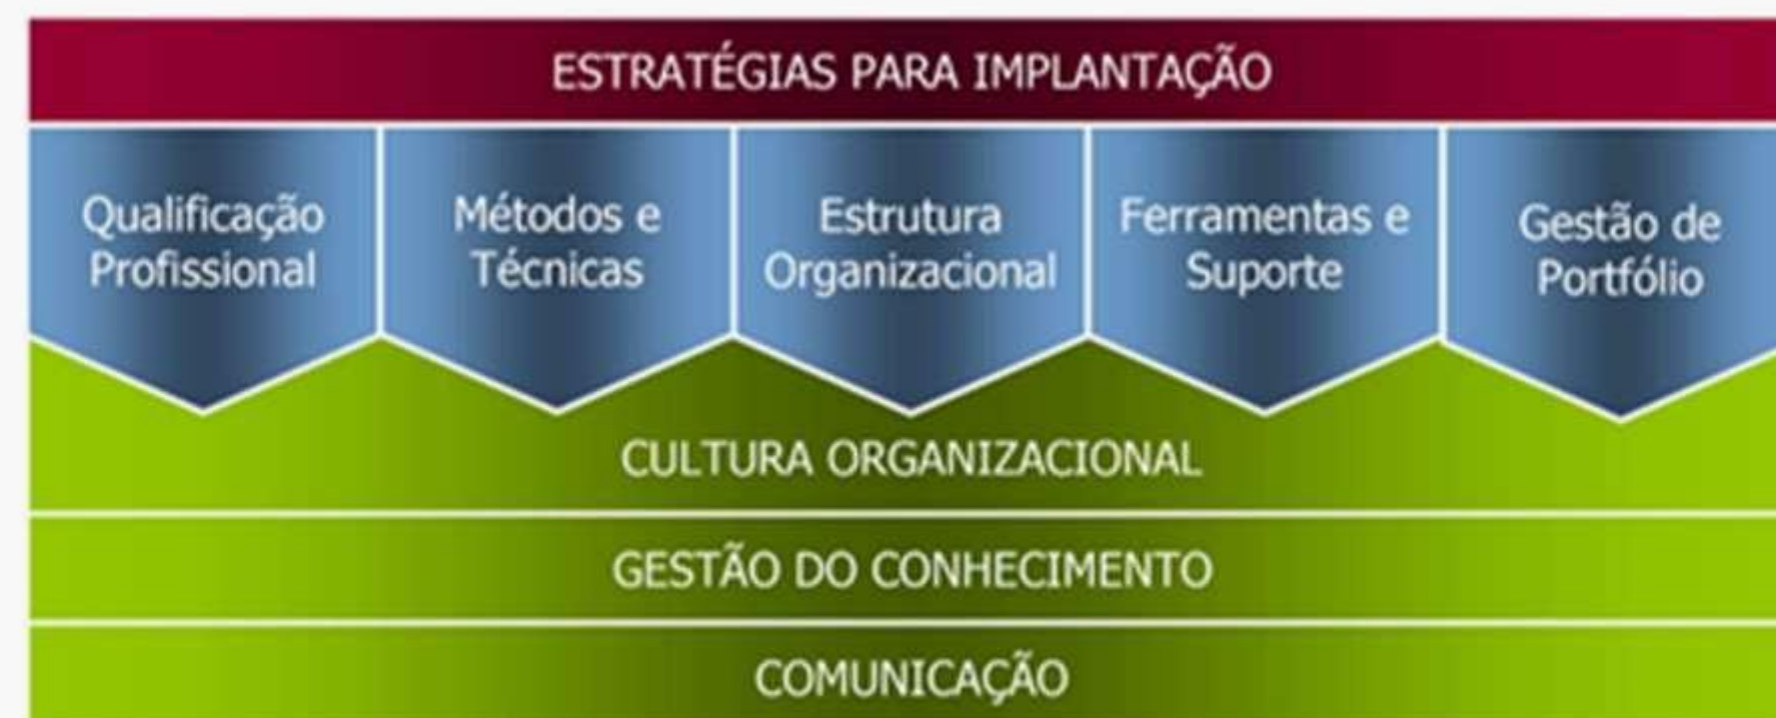 ESTRATÉGIAS PARA IMPLANTAÇÃO
Qualificação
Profissional
Métodos e
Técnicas
Estrutura
Organizacional
Ferramentas e
Suporte
Gestão de
Portfólio
CULTURA ORGANIZACIONAL
GESTÃO DO CONHECIMENTO
COMUNICAÇÃO